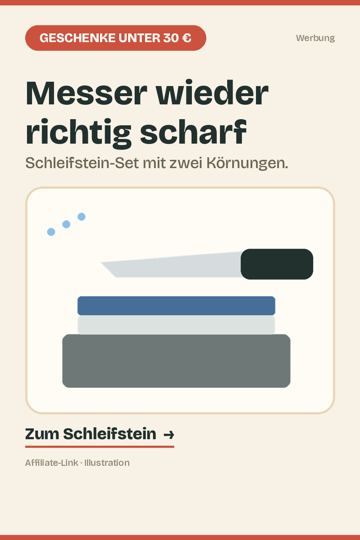 GESCHENKE UNTER 30 €
Werbung
Messer wieder
richtig scharf
Schleifstein-Set mit zwei Körnungen.
Zum Schleifstein →
Affiliate-Link · Illustration